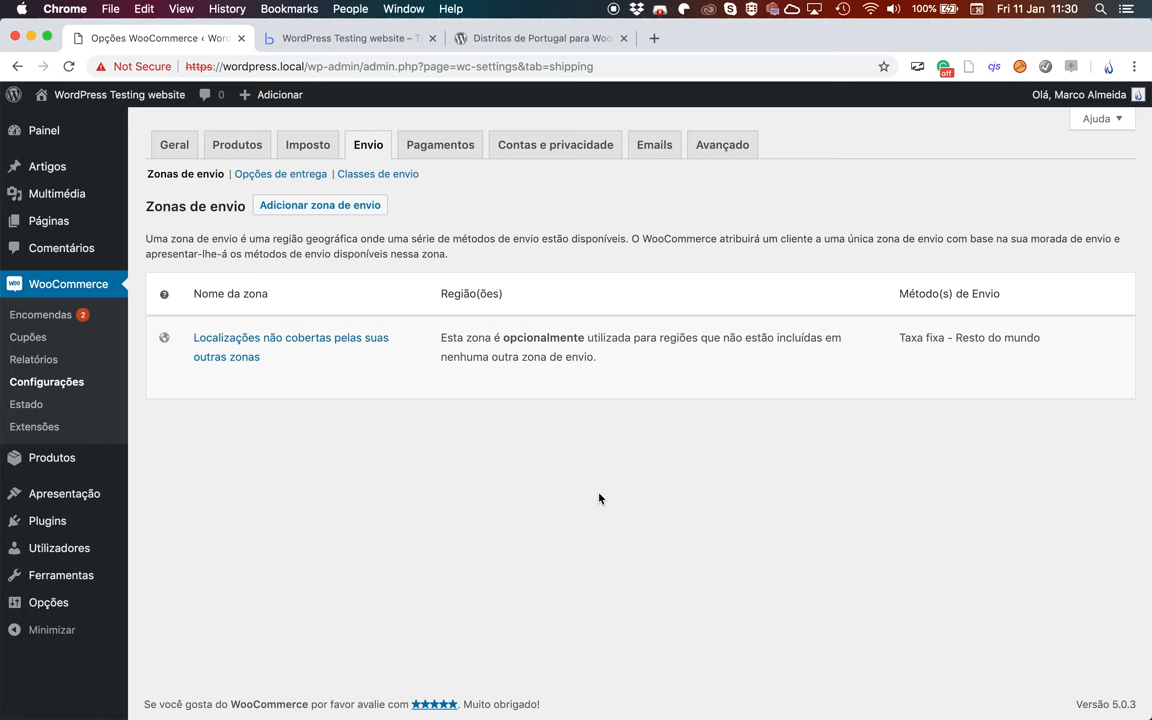 Chrome File Edit View History Bookmarks People Window Help 100% Fri 11 Jan 11:30
Opções WooCommerce ‹ Word WordPress Testing website – T Distritos de Portugal para Woo
Not Secure https://wordpress.local/wp-admin/admin.php?page=wc-settings&tab=shipping off cjs
WordPress Testing website 0 Adicionar Olá, Marco Almeida
Ajuda
Painel
Artigos
Multimédia
Páginas
Comentários
woo WooCommerce
Encomendas 2
Cupões
Relatórios
Configurações
Estado
Extensões
Produtos
Apresentação
Plugins
Utilizadores
Ferramentas
Opções
Minimizar
Geral Produtos Imposto Envio Pagamentos Contas e privacidade Emails Avançado
Zonas de envio | Opções de entrega | Classes de envio
Zonas de envio Adicionar zona de envio
Uma zona de envio é uma região geográfica onde uma série de métodos de envio estão disponíveis. O WooCommerce atribuirá um cliente a uma única zona de envio com base na sua morada de envio e
apresentar-lhe-á os métodos de envio disponíveis nessa zona.
? Nome da zona Região(ões) Método(s) de Envio
Localizações não cobertas pelas suas
outras zonas
Esta zona é opcionalmente utilizada para regiões que não estão incluídas em
nenhuma outra zona de envio.
Taxa fixa - Resto do mundo
Se você gosta do WooCommerce por favor avalie com ★★★★★. Muito obrigado! Versão 5.0.3